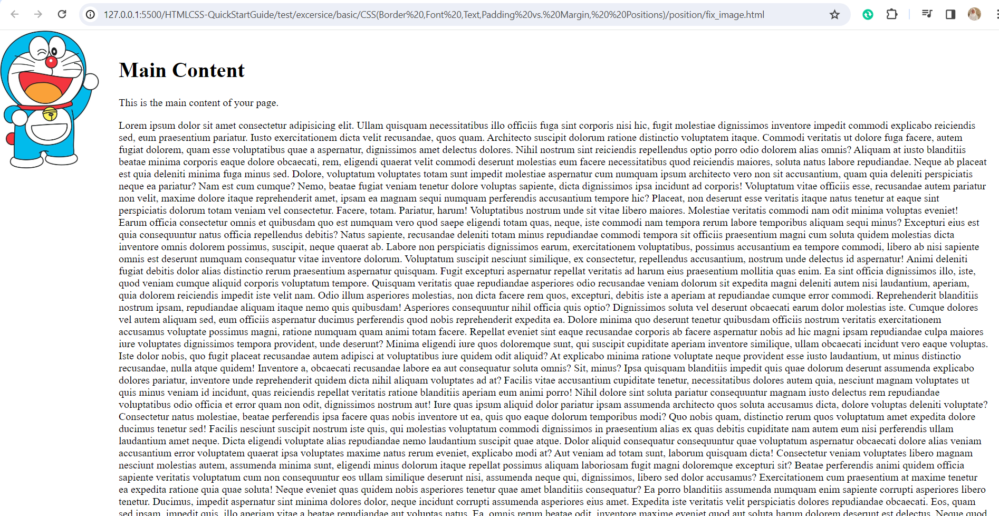 127.0.0.1:5500/HTMLCSS-QuickStartGuide/test/excersice/basic/CSS(Border%20,Font%20,Text,Padding%20vs.%20Margin,%20%20Positions)/position/fix_image.html
Main Content
This is the main content of your page.
Lorem ipsum dolor sit amet consectetur adipisicing elit. Ullam quisquam necessitatibus illo officiis fuga sint corporis nisi hic, fugit molestiae dignissimos inventore impedit commodi explicabo reiciendis
sed, eum praesentium pariatur. Iusto exercitationem dicta velit recusandae, quos quam. Architecto suscipit dolorum ratione distinctio voluptatem itaque. Commodi veritatis ut dolore fuga facere, autem
fugiat dolorem, quam esse voluptatibus quae a aspernatur, dignissimos amet delectus dolores. Nihil nostrum sint reiciendis repellendus optio porro odio dolorem alias omnis? Aliquam at iusto blanditiis
beatae minima corporis eaque dolore obcaecati, rem, eligendi quaerat velit commodi deserunt molestias eum facere necessitatibus quod reiciendis maiores, soluta natus labore repudiandae. Neque ab placeat
est quia deleniti minima fuga minus sed. Dolore, voluptatum voluptates totam sunt impedit molestiae aspernatur cum numquam ipsum architecto vero non sit accusantium, quam quia deleniti perspiciatis
neque ea pariatur? Nam est cum cumque? Nemo, beatae fugiat veniam tenetur dolore voluptas sapiente, dicta dignissimos ipsa incidunt ad corporis! Voluptatum vitae officiis esse, recusandae autem pariatur
non velit, maxime dolore itaque reprehenderit amet, ipsam ea magnam sequi numquam perferendis accusantium tempore hic? Placeat, non deserunt esse veritatis itaque natus tenetur at eaque sint
perspiciatis dolorum totam veniam vel consectetur. Facere, totam. Pariatur, harum! Voluptatibus nostrum unde sit vitae libero maiores. Molestiae veritatis commodi nam odit minima voluptas eveniet!
Earum officia consectetur omnis et quibusdam quo est numquam vero quod saepe eligendi totam quas, neque, iste commodi nam tempora rerum labore temporibus aliquam sequi minus? Excepturi eius est
quia consequuntur natus officia repellendus debitis? Natus sapiente, recusandae deleniti totam minus repudiandae commodi tempora sit officiis praesentium magni cum soluta quidem molestias dicta
inventore omnis dolorem possimus, suscipit, neque quaerat ab. Labore non perspiciatis dignissimos earum, exercitationem voluptatibus, possimus accusantium ea tempore commodi, libero ab nisi sapiente
omnis est deserunt numquam consequatur vitae inventore dolorum. Voluptatum suscipit nesciunt similique, ex consectetur, repellendus accusantium, nostrum unde delectus id aspernatur! Animi deleniti
fugiat debitis dolor alias distinctio rerum praesentium aspernatur quisquam. Fugit excepturi aspernatur repellat veritatis ad harum eius praesentium mollitia quas enim. Ea sint officia dignissimos illo, iste,
quod veniam cumque aliquid corporis voluptatum tempore. Quisquam veritatis quae repudiandae asperiores odio recusandae veniam dolorum sit expedita magni deleniti autem nisi laudantium, aperiam,
quia dolorem reiciendis impedit iste velit nam. Odio illum asperiores molestias, non dicta facere rem quos, excepturi, debitis iste a aperiam at repudiandae cumque error commodi. Reprehenderit blanditiis
nostrum ipsam, repudiandae aliquam itaque nemo quis quibusdam! Asperiores consequuntur nihil officia quis optio? Dignissimos soluta vel deserunt obcaecati earum dolor molestias iste. Cumque dolores
vel autem aliquam sed, eum officiis aspernatur ducimus perferendis quod nobis reprehenderit expedita ea. Dolore minima quo deserunt tenetur quibusdam officiis nostrum veritatis exercitationem
accusamus voluptate possimus magni, ratione numquam quam animi totam facere. Repellat eveniet sint eaque recusandae corporis ab facere aspernatur nobis ad hic magni ipsam repudiandae culpa maiores
iure voluptates dignissimos tempora provident, unde deserunt? Minima eligendi iure quos doloremque sunt, qui suscipit cupiditate aperiam inventore similique, ullam obcaecati incidunt vero eaque voluptas.
Iste dolor nobis, quo fugit placeat recusandae autem adipisci at voluptatibus iure quidem odit aliquid? At explicabo minima ratione voluptate neque provident esse iusto laudantium, ut minus distinctio
recusandae, nulla atque quidem! Inventore a, obcaecati recusandae labore ea aut consequatur soluta omnis? Sit, minus? Ipsa quisquam blanditiis impedit quis quae dolorum deserunt assumenda explicabo
dolores pariatur, inventore unde reprehenderit quidem dicta nihil aliquam voluptates ad at? Facilis vitae accusantium cupiditate tenetur, necessitatibus dolores autem quia, nesciunt magnam voluptates ut
quis minus veniam id incidunt, quas reiciendis repellat veritatis ratione blanditiis aperiam eum animi porro! Nihil dolore sint soluta pariatur consequuntur magnam iusto delectus rem repudiandae
voluptatibus odio officia et error quam non odit, dignissimos nostrum aut! Iure quas ipsum aliquid dolor pariatur ipsam assumenda architecto quos soluta accusamus dicta, dolore voluptas deleniti voluptate?
Consectetur natus molestiae, beatae perferendis ipsa facere quas nobis inventore ut ea, quis quo eaque dolorum temporibus modi? Quo nobis quam, distinctio rerum quos voluptatum amet expedita dolore
ducimus tenetur sed! Facilis nesciunt suscipit nostrum iste quis, qui molestias voluptatum commodi dignissimos in praesentium alias ex quas debitis cupiditate nam autem eum nisi perferendis ullam
laudantium amet neque. Dicta eligendi voluptate alias repudiandae nemo laudantium suscipit quae atque. Dolor aliquid consequatur consequuntur quae voluptatum aspernatur obcaecati dolore alias veniam
accusantium error voluptatem quaerat ipsa voluptates maxime natus rerum eveniet, explicabo modi at? Aut veniam ad totam sunt, laborum quisquam dicta! Consectetur veniam voluptates libero magnam
nesciunt molestias autem, assumenda minima sunt, eligendi minus dolorum itaque repellat possimus aliquam laboriosam fugit magni doloremque excepturi sit? Beatae perferendis animi quidem officia
sapiente veritatis voluptatum cum non consequuntur eos ullam similique deserunt nisi, assumenda neque qui, dignissimos, libero sed dolor accusamus? Exercitationem cum praesentium at maxime tenetur
ea expedita ratione quia quae soluta! Neque eveniet quas quidem nobis asperiores tenetur quae amet blanditiis consequatur? Ea porro blanditiis assumenda numquam enim sapiente corrupti asperiores libero
tenetur. Ducimus, impedit aspernatur sint minima dolores dolor, neque incidunt corrupti assumenda asperiores eius amet. Expedita iste veritatis velit perspiciatis dolores repudiandae obcaecati. Eos, quam
sed ipsam, impedit quis, illo aperiam vitae a beatae repudiandae aut voluptas natus. Ea, omnis rerum beatae odit, inventore maxime eveniet quod aut soluta harum dolorem deserunt est delectus. Neque quod